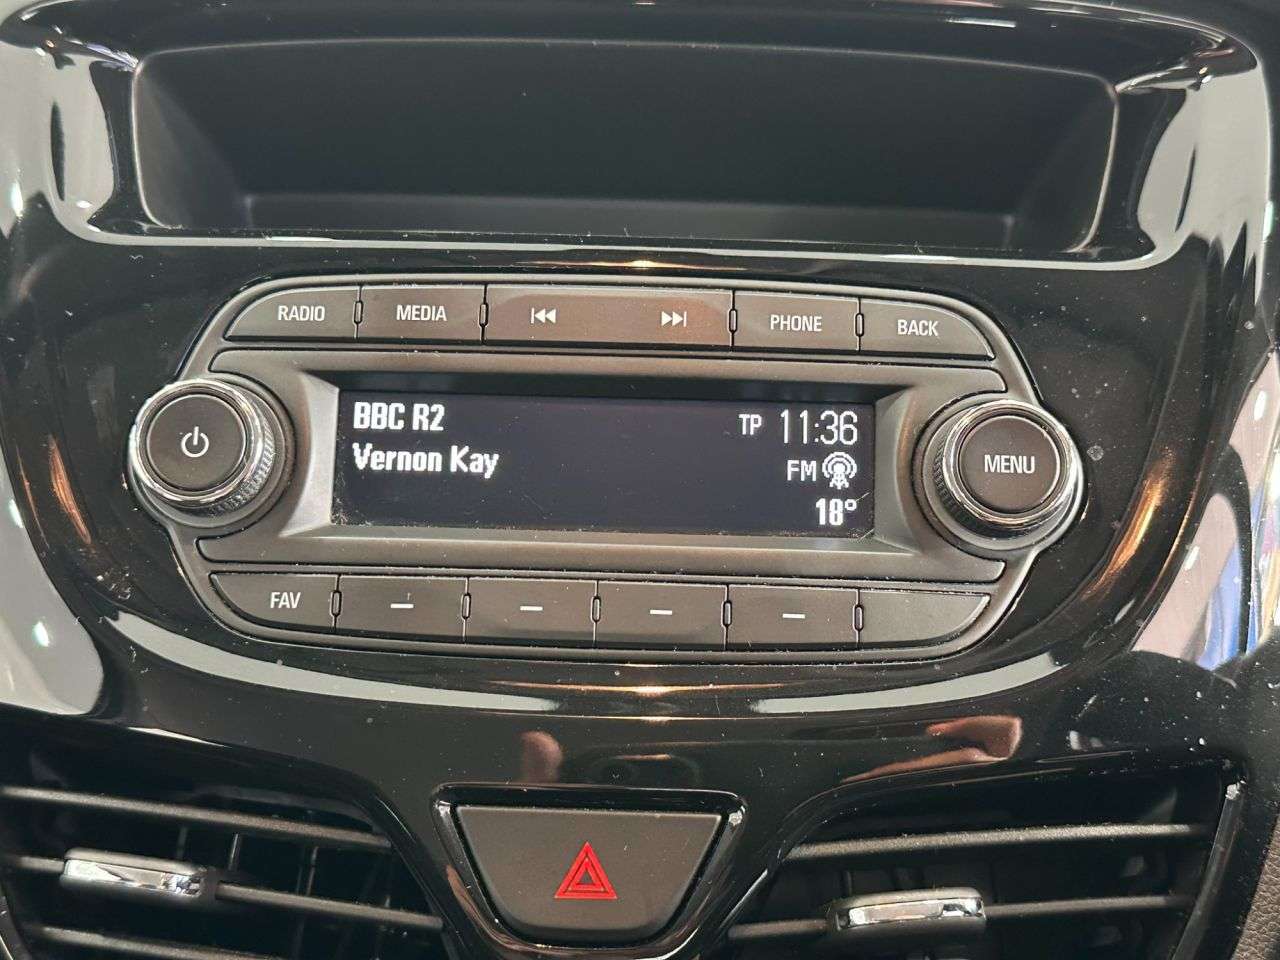 RADIO MEDIA PHONE BACK
BBC R2 TP 11:36
Vernon Kay FM
18°
MENU
FAV